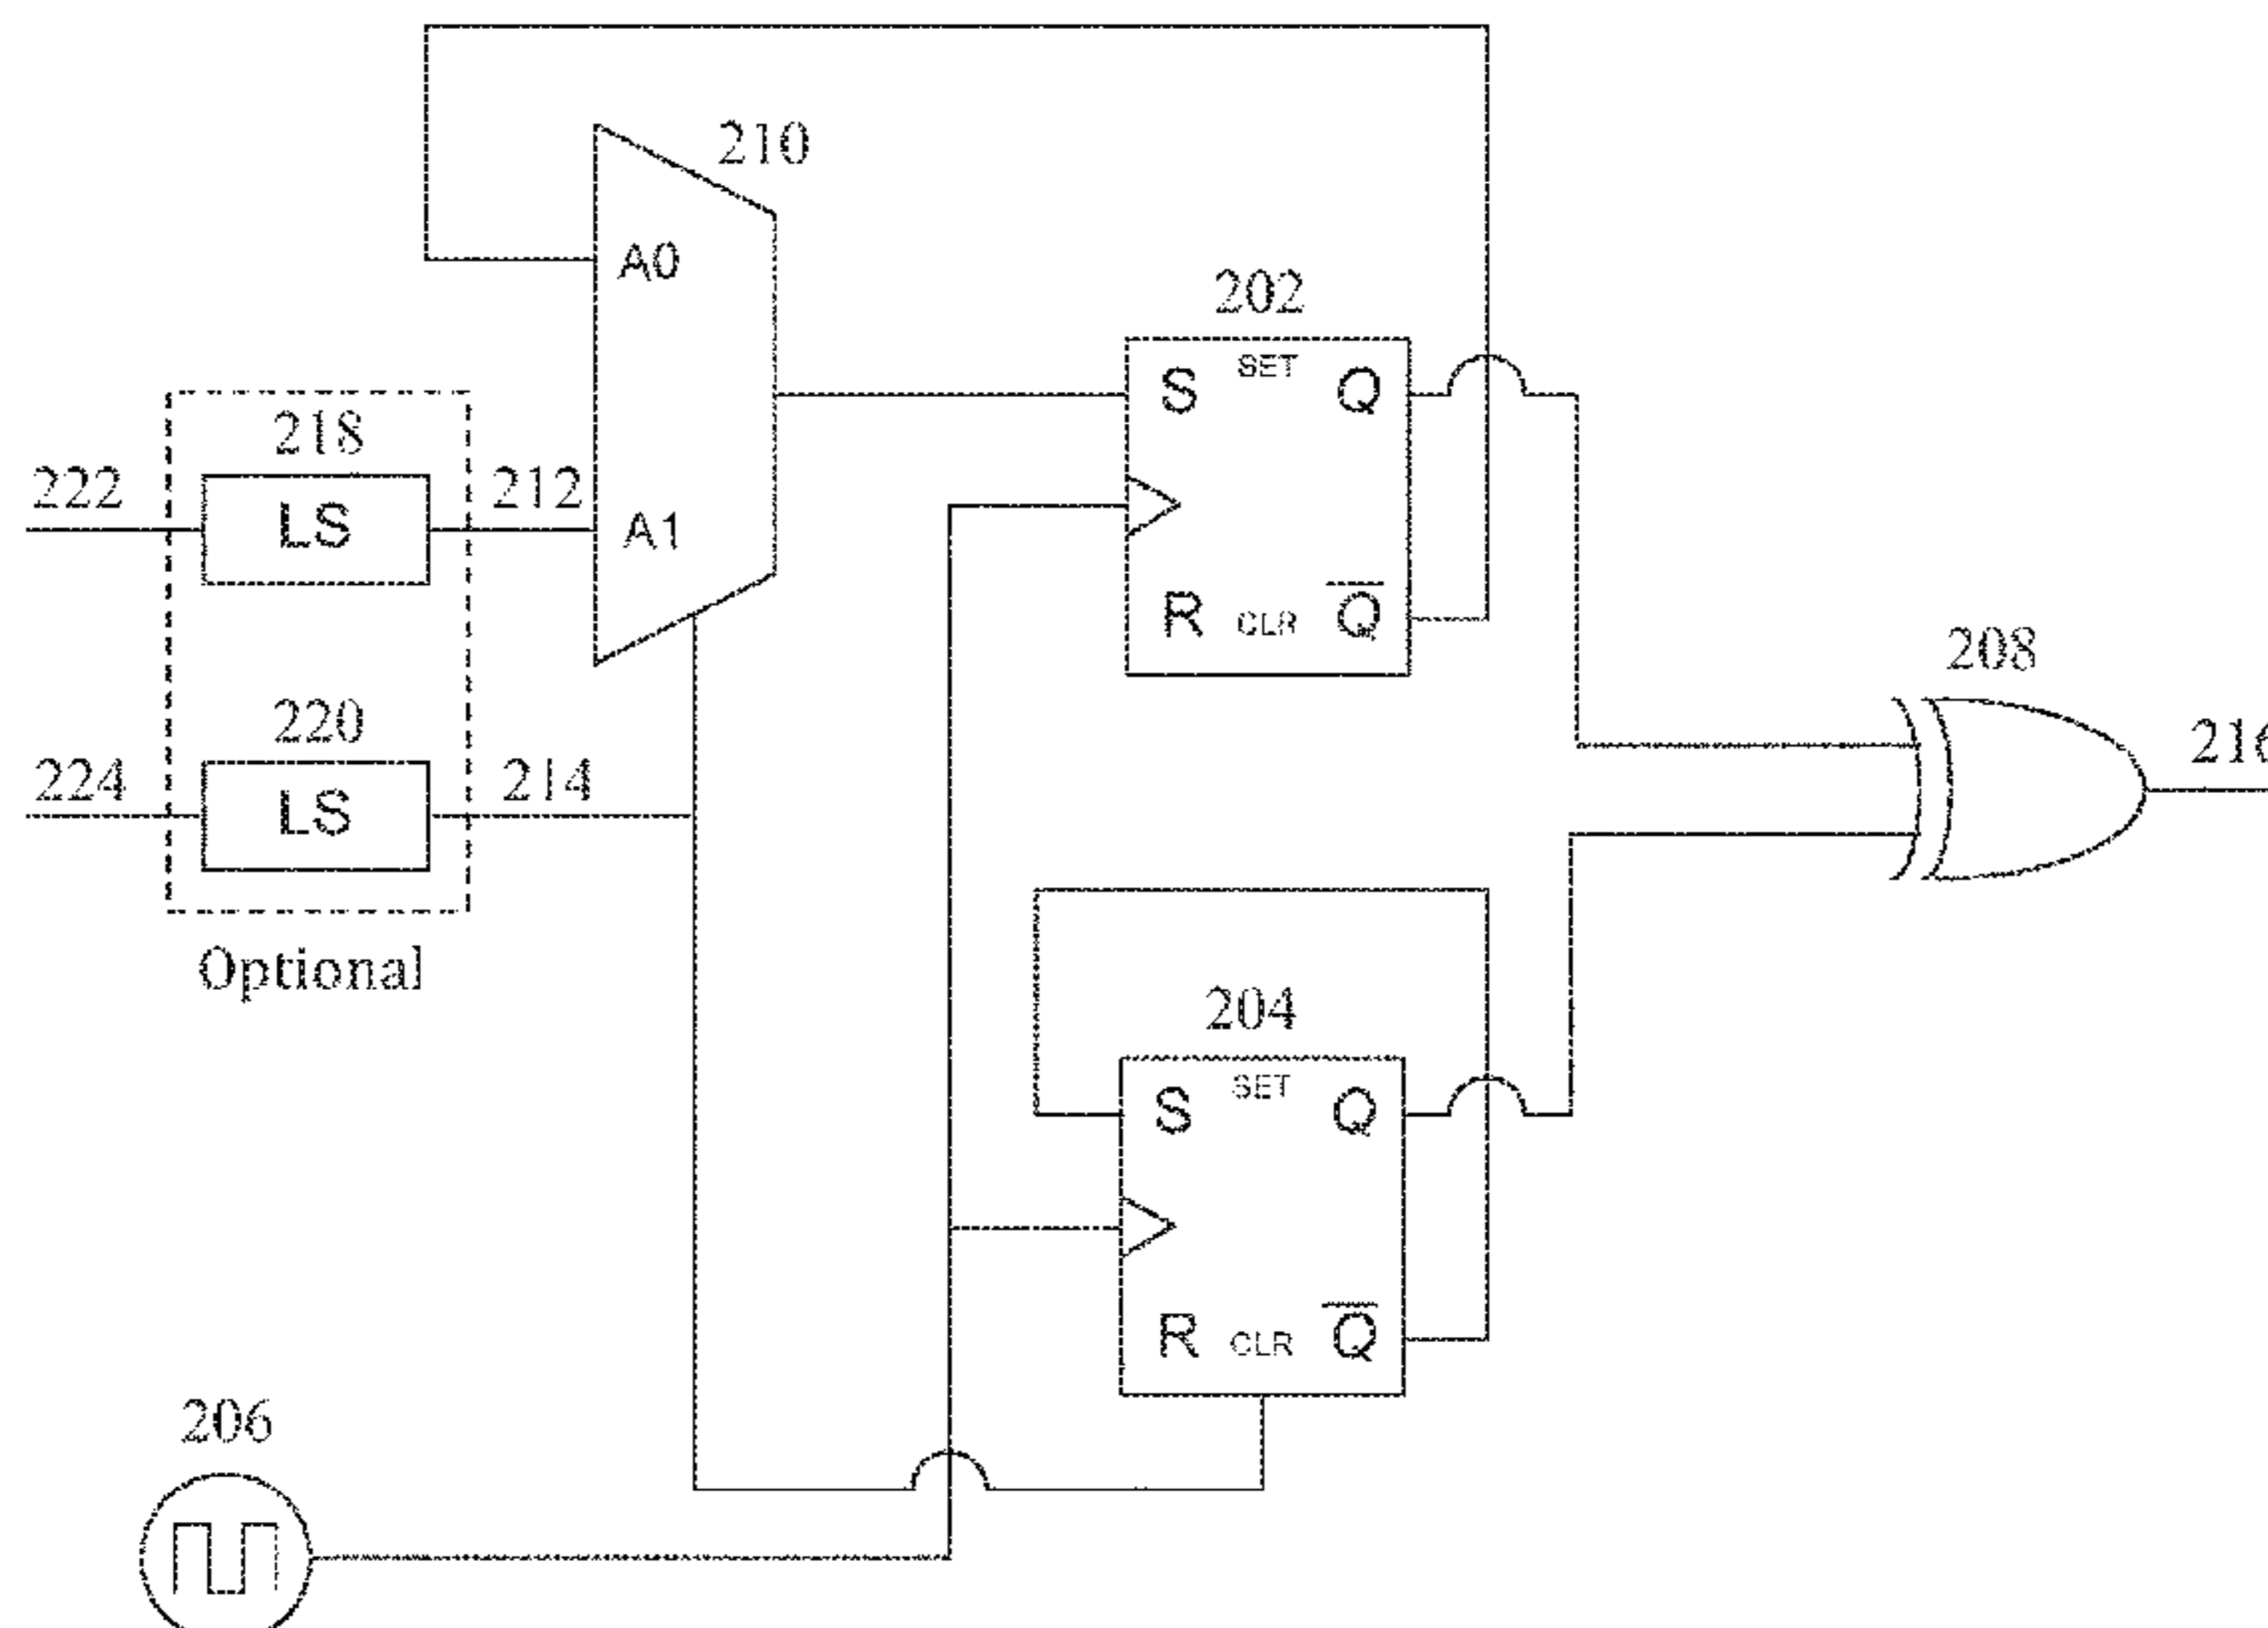 210
A0
202
S SET Q
218
222 LS 212
A1
R CLR Q̅
208
220
216
224 LS 214
Optional
204
S SET Q
R CLR Q̅
206